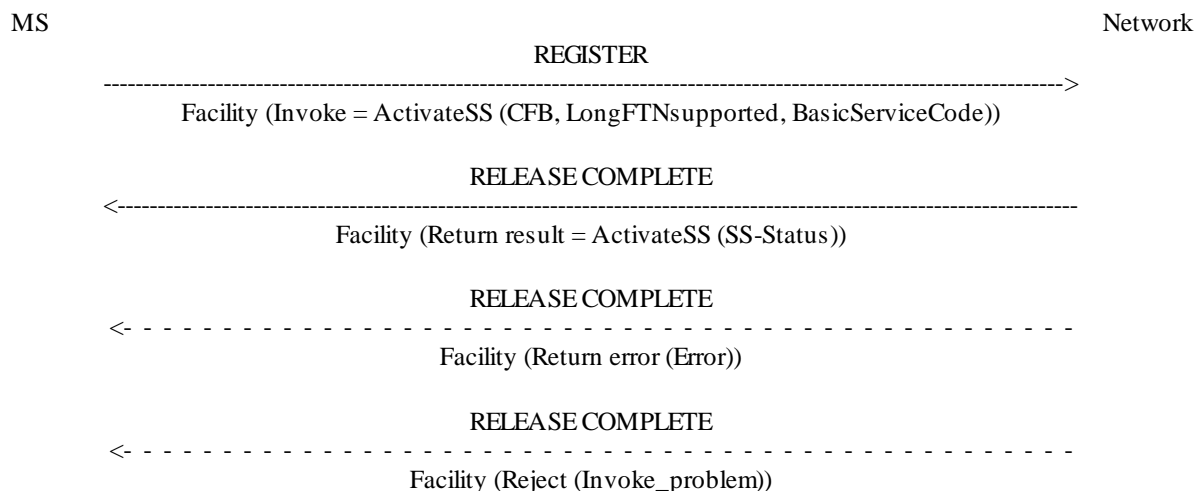 MS Network
REGISTER
Facility (Invoke = ActivateSS (CFB, LongFTNsupported, BasicServiceCode))
RELEASE COMPLETE
Facility (Return result = ActivateSS (SS-Status))
RELEASE COMPLETE
Facility (Return error (Error))
RELEASE COMPLETE
Facility (Reject (Invoke_problem))